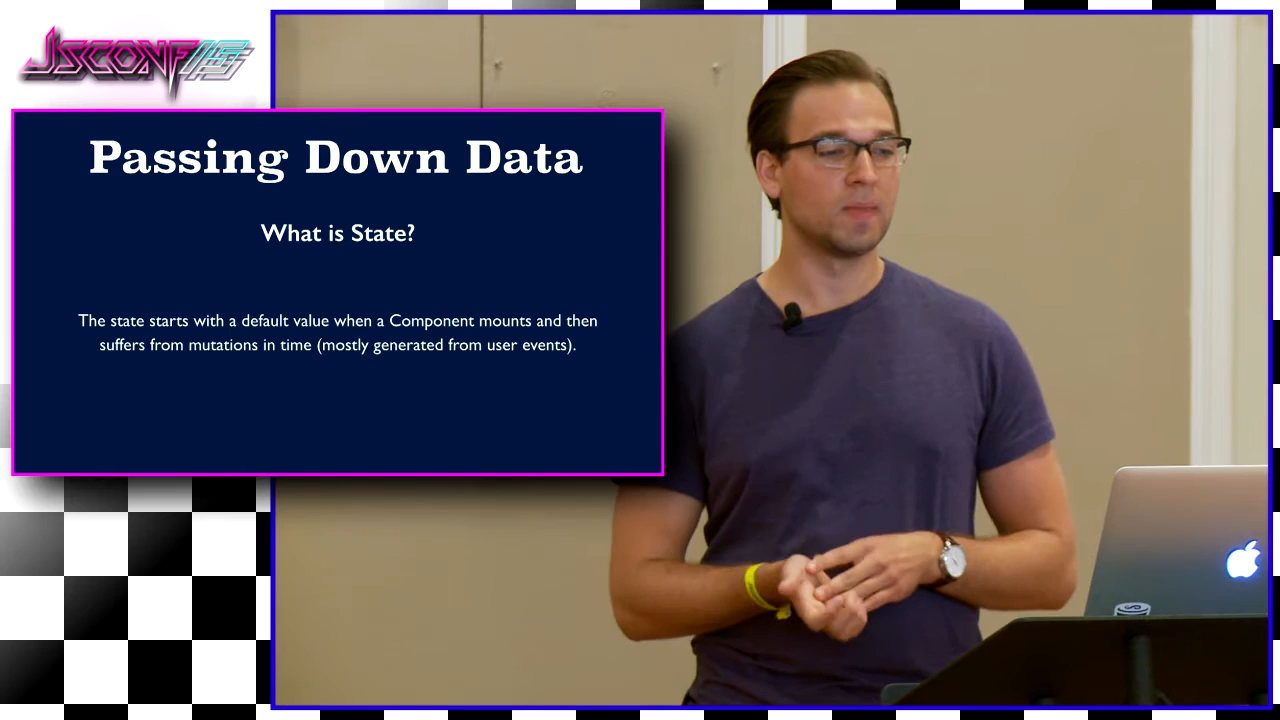 JSCONF15
Passing Down Data
What is State?
The state starts with a default value when a Component mounts and then
suffers from mutations in time (mostly generated from user events).